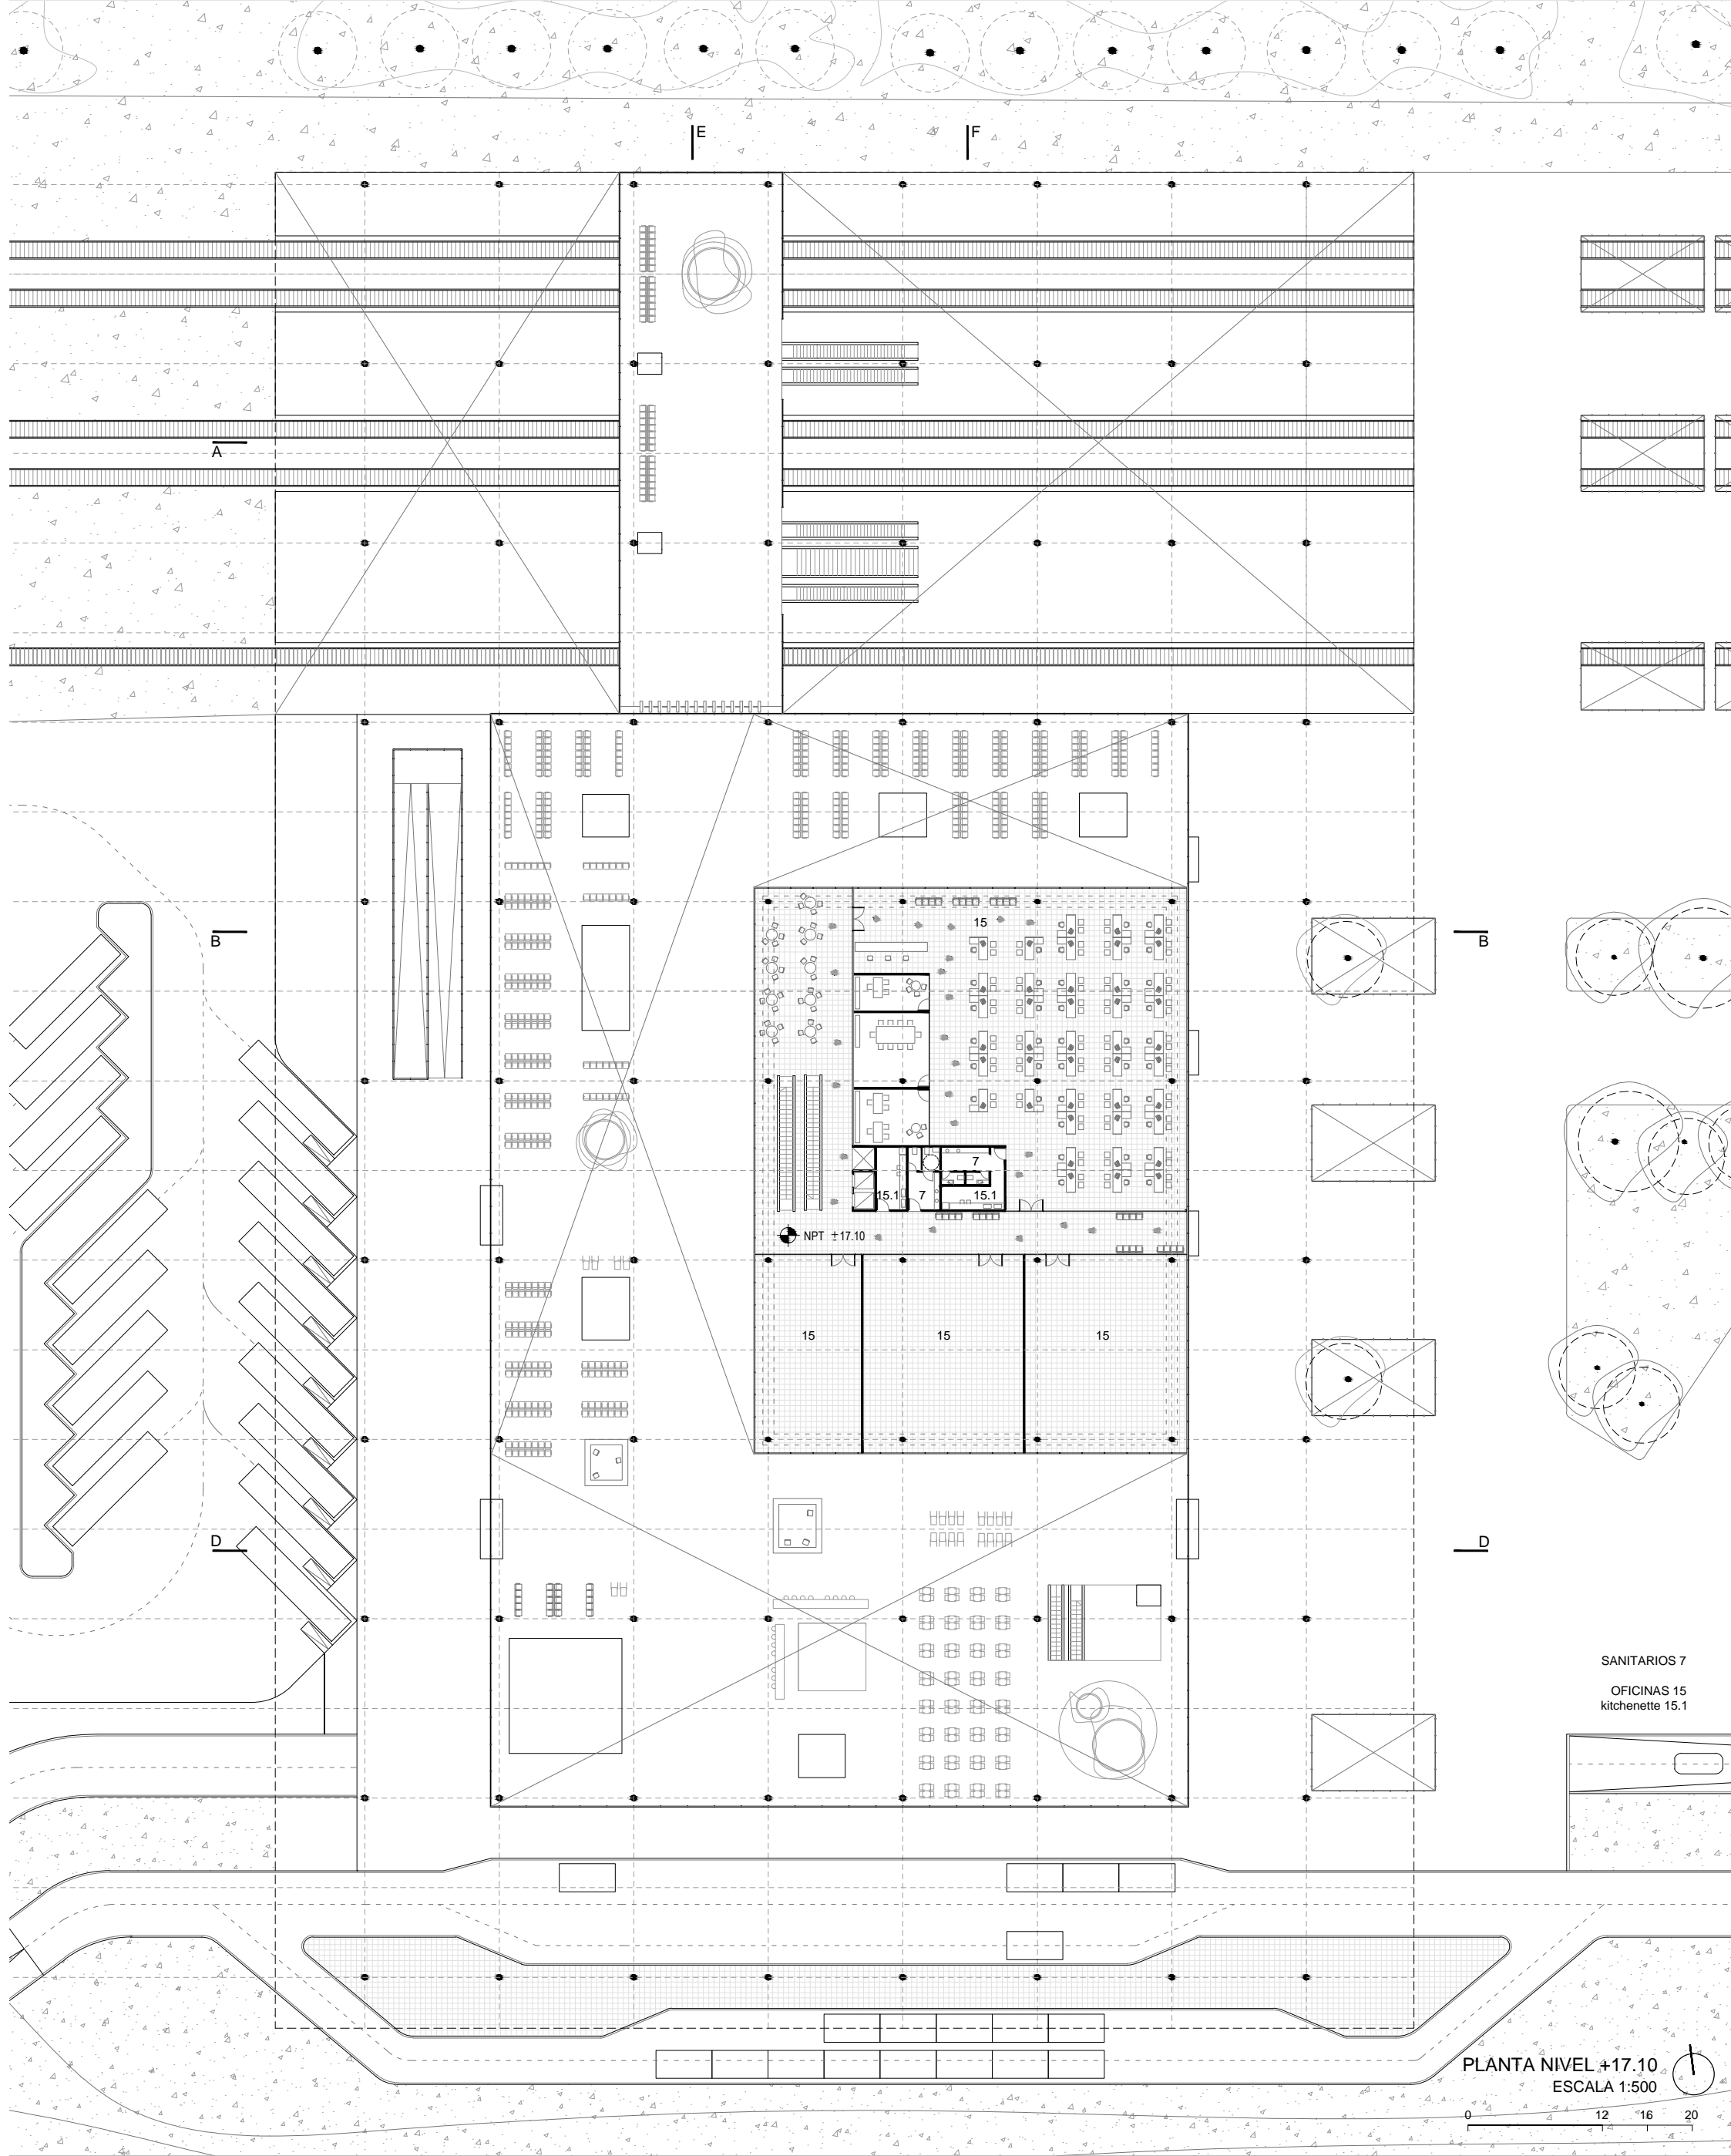 E
F
A
B
B
15
7
15.1
7
15.1
NPT ±17.10
15
15
15
D
D
SANITARIOS 7
OFICINAS 15
kitchenette 15.1
PLANTA NIVEL +17.10
ESCALA 1:500
0 12 16 20